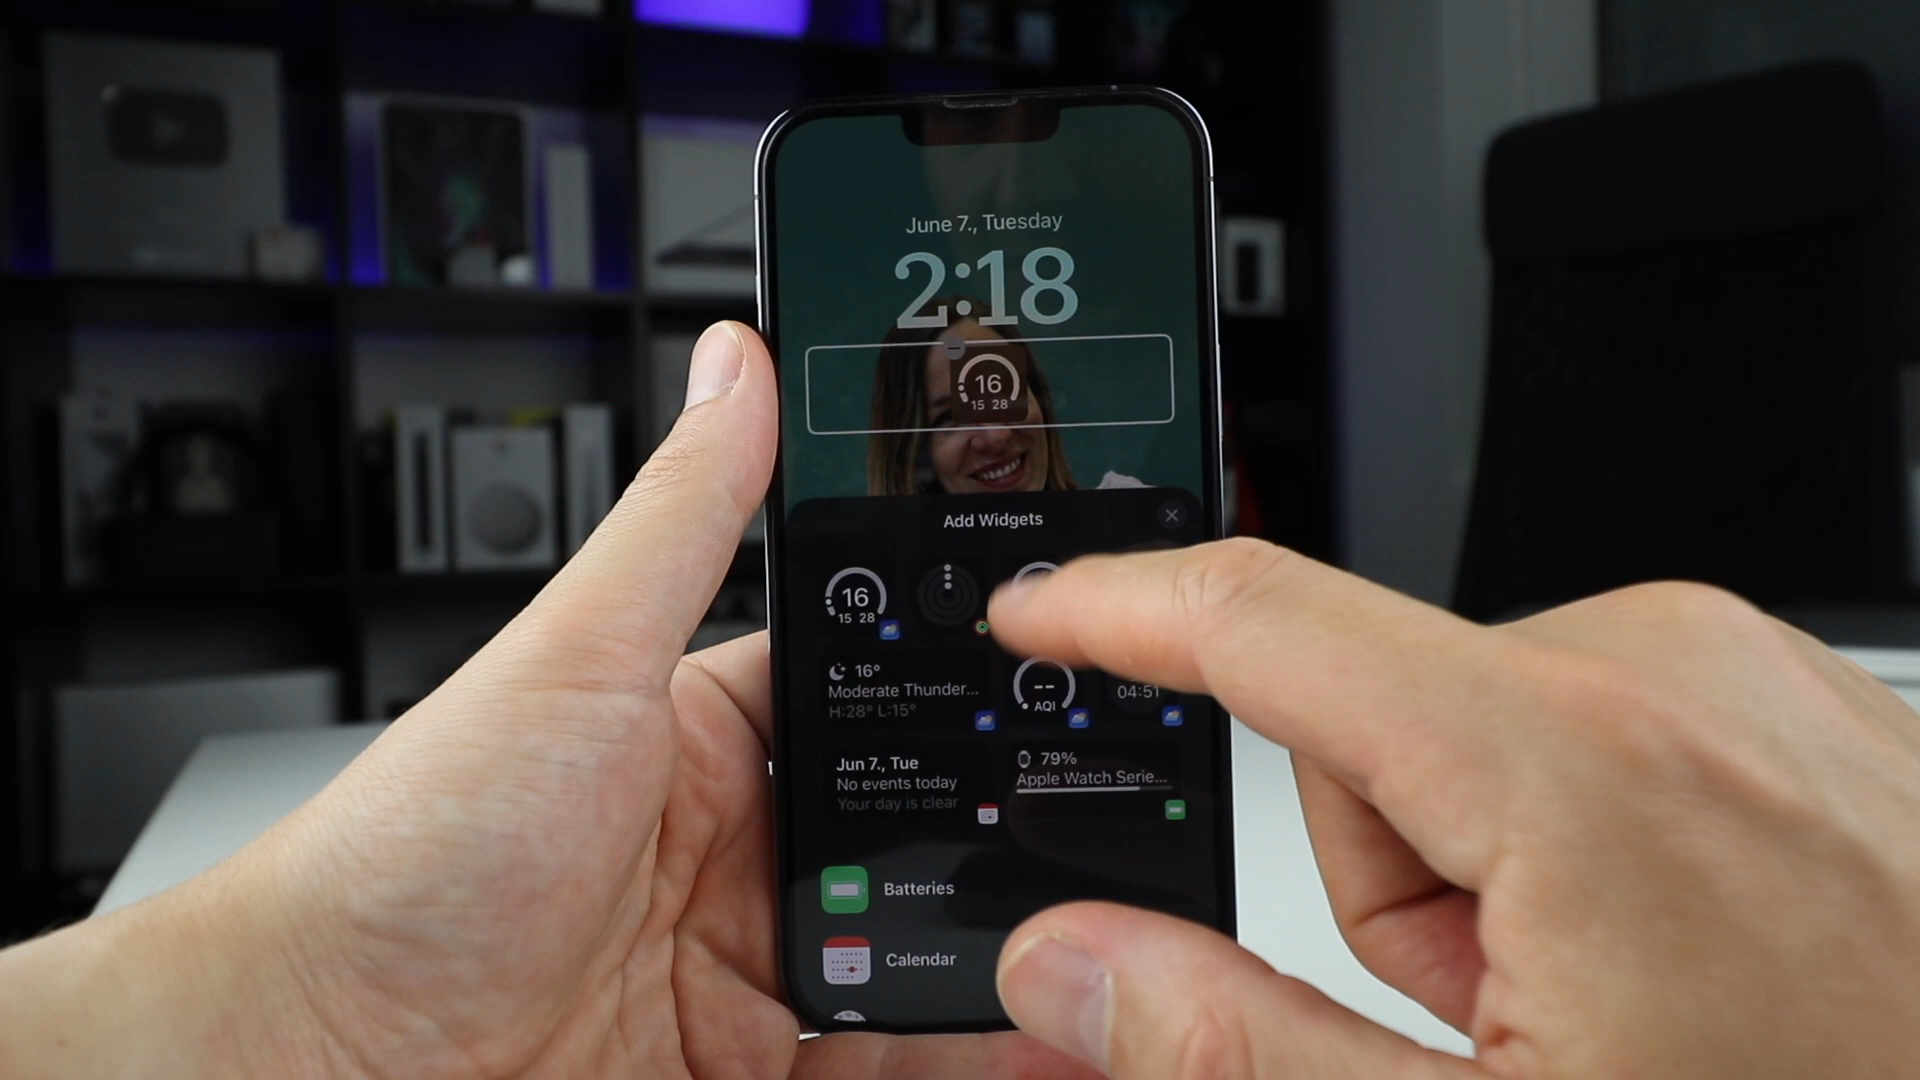 June 7., Tuesday
2:18
16
15 28
Add Widgets
16
15 28
16°
Moderate Thunder...
H:28° L:15°
--
AQI
04:51
Jun 7., Tue
No events today
Your day is clear
79%
Apple Watch Serie...
Batteries
Calendar